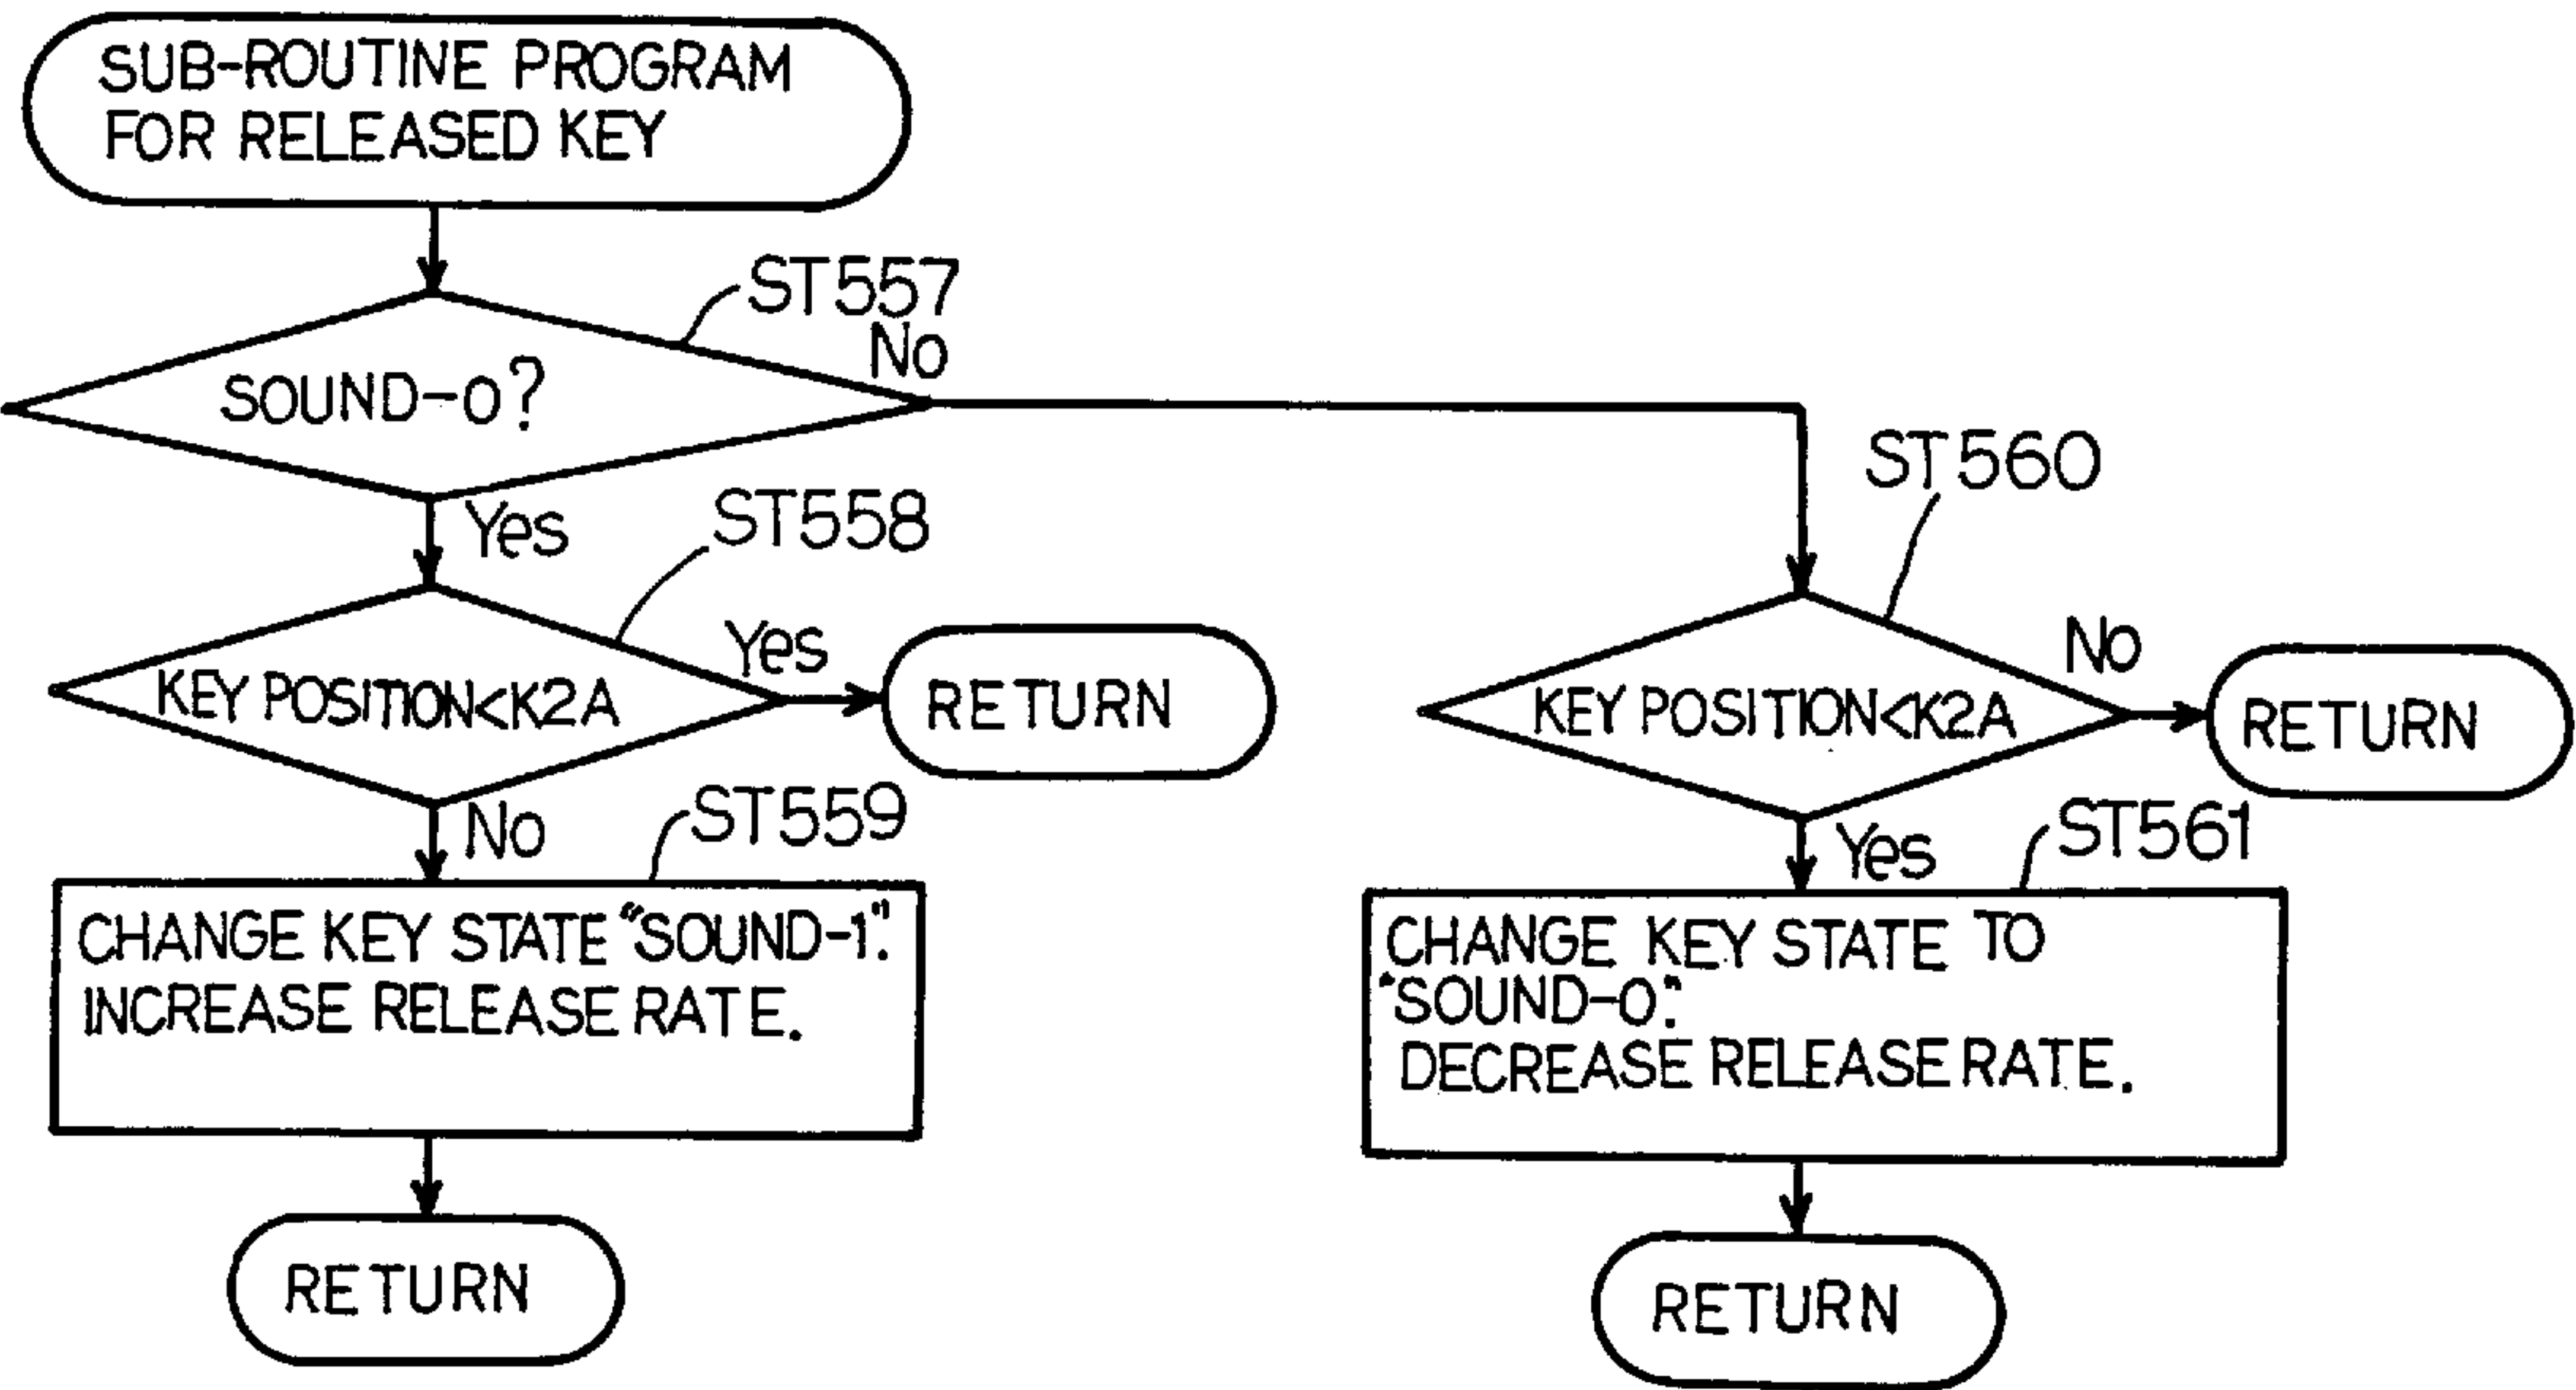 SUB-ROUTINE PROGRAM
FOR RELEASED KEY
ST557
No
SOUND-0?
Yes
ST558
KEY POSITION<K2A
Yes
RETURN
No
ST559
CHANGE KEY STATE "SOUND-1".
INCREASE RELEASE RATE.
RETURN
ST560
KEY POSITION<K2A
No
RETURN
Yes
ST561
CHANGE KEY STATE TO
"SOUND-0".
DECREASE RELEASE RATE.
RETURN